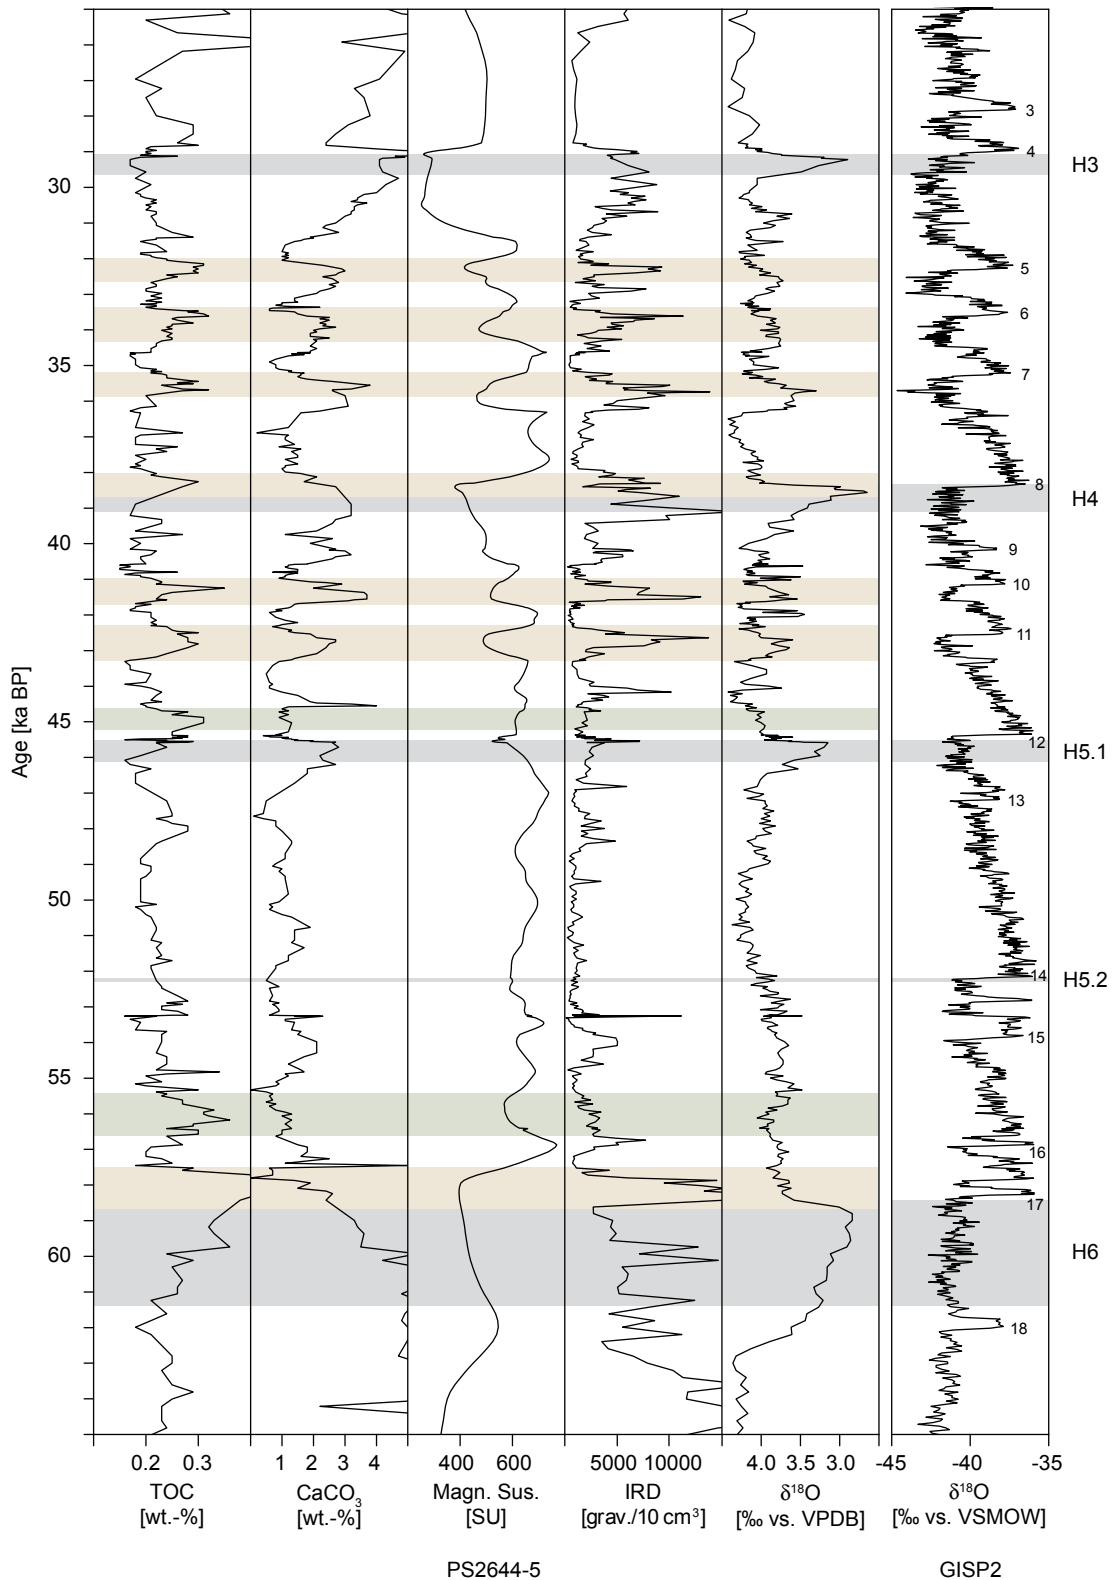 3
4
H3
30
5
6
35
7
8
H4
40
9
10
11
Age [ka BP]
45
12
H5.1
13
50
14
H5.2
15
55
16
17
60
H6
18
0.2 0.3
1 2 3 4
400 600
5000 10000
4.0 3.5 3.0
-45 -40 -35
TOC
[wt.-%]
CaCO₃
[wt.-%]
Magn. Sus.
[SU]
IRD
[grav./10 cm³]
δ¹⁸O
[‰ vs. VPDB]
δ¹⁸O
[‰ vs. VSMOW]
PS2644-5
GISP2